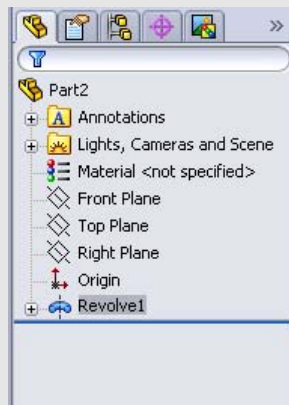 Part2
Annotations
Lights, Cameras and Scene
Material <not specified>
Front Plane
Top Plane
Right Plane
Origin
Revolve1